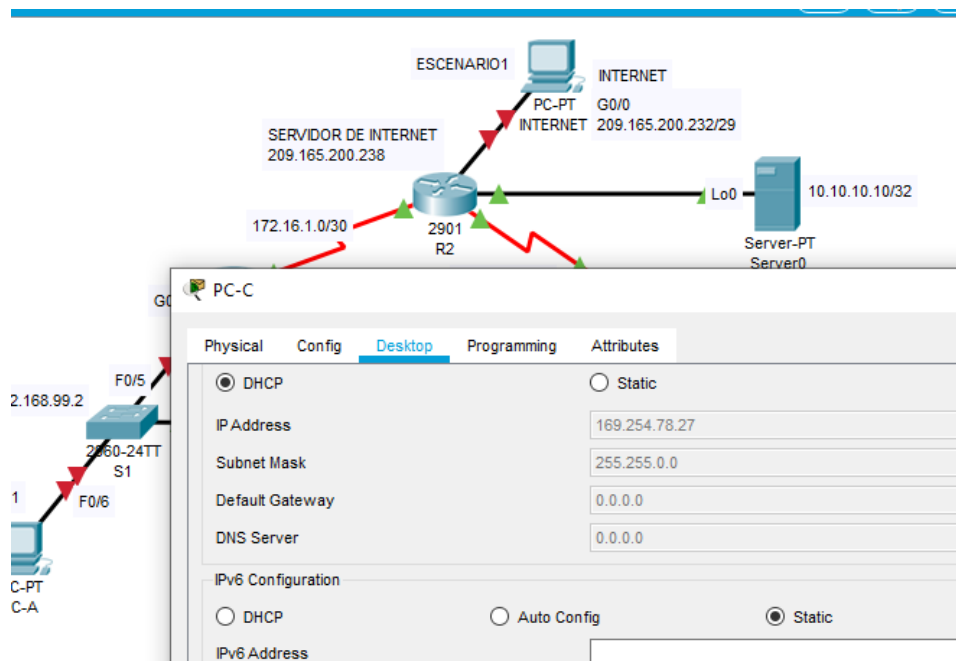 ESCENARIO1
INTERNET
PC-PT
INTERNET
G0/0
209.165.200.232/29
SERVIDOR DE INTERNET
209.165.200.238
Lo0
10.10.10.10/32
172.16.1.0/30
2901
R2
Server-PT
Server0
G0
PC-C
Physical
Config
Desktop
Programming
Attributes
F0/5
DHCP
Static
2.168.99.2
IP Address
169.254.78.27
2960-24TT
S1
Subnet Mask
255.255.0.0
1
F0/6
Default Gateway
0.0.0.0
DNS Server
0.0.0.0
C-PT
C-A
IPv6 Configuration
DHCP
Auto Config
Static
IPv6 Address